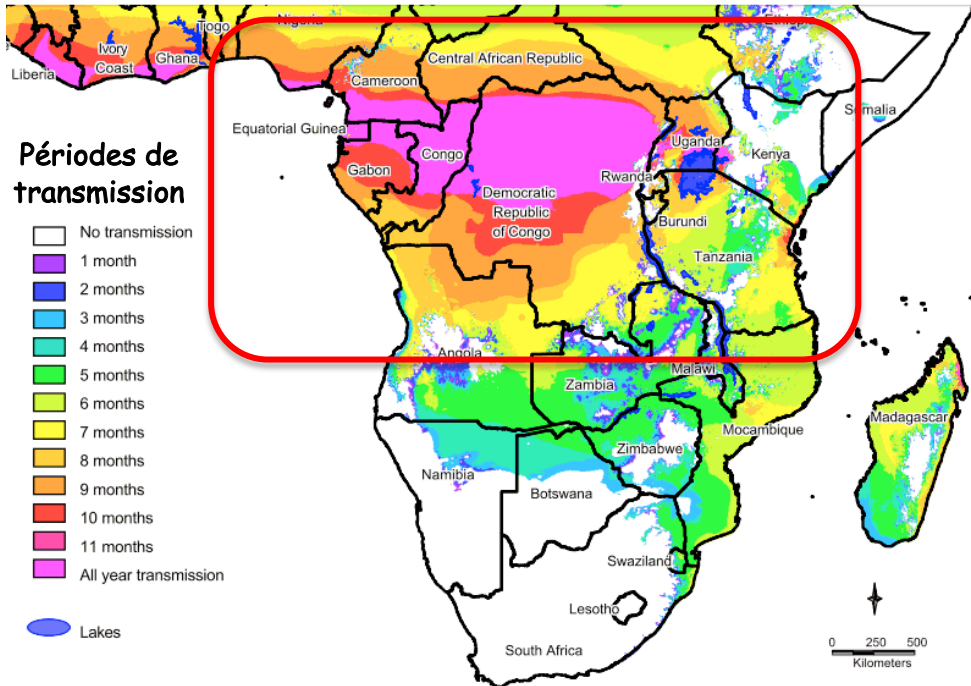 Nigeria
Ethiopia
Togo
Ivory
Coast
Ghana
Liberia
Cameroon
Central African Republic
Somalia
Equatorial Guinea
Uganda
Kenya
Congo
Gabon
Rwanda
Democratic
Republic
of Congo
Burundi
Tanzania
Périodes de
transmission
No transmission
1 month
2 months
3 months
4 months
5 months
6 months
7 months
8 months
9 months
10 months
11 months
All year transmission
Lakes
Angola
Zambia
Malawi
Mocambique
Madagascar
Zimbabwe
Namibia
Botswana
Swaziland
Lesotho
South Africa
0 250 500
Kilometers